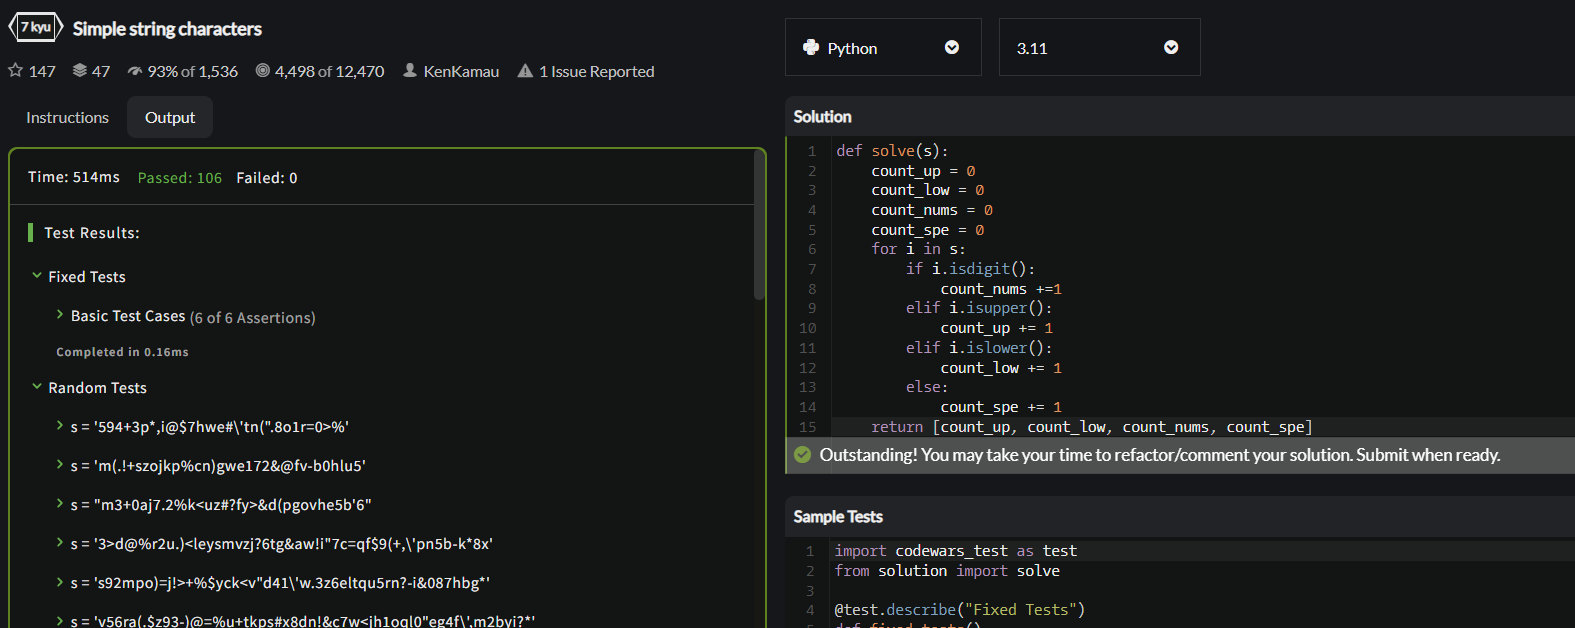 7 kyu Simple string characters
147 47 93% of 1,536 4,498 of 12,470 KenKamau 1 Issue Reported
Instructions Output
Time: 514ms Passed: 106 Failed: 0
Test Results:
Fixed Tests
Basic Test Cases (6 of 6 Assertions)
Completed in 0.16ms
Random Tests
s = '594+3p*,i@$7hwe#\'tn(".8o1r=0>%'
s = 'm(.!+szojkp%cn)gwe172&@fv-b0hlu5'
s = "m3+0aj7.2%k<uz#?fy>&d(pgovhe5b'6"
s = '3>d@%r2u.)<leysmvzj?6tg&aw!i"7c=qf$9(+,\'pn5b-k*8x'
s = 's92mpo)=j!>+%$yck<v"d41\'w.3z6eltqu5rn?-i&087hbg*'
s = 'v56ra(.$z93-)@=%u+tkps#x8dn!&c7w<jh1oql0"eg4f\',m2byi?*'
Python 3.11
Solution
1 def solve(s):
2 count_up = 0
3 count_low = 0
4 count_nums = 0
5 count_spe = 0
6 for i in s:
7 if i.isdigit():
8 count_nums +=1
9 elif i.isupper():
10 count_up += 1
11 elif i.islower():
12 count_low += 1
13 else:
14 count_spe += 1
15 return [count_up, count_low, count_nums, count_spe]
Outstanding! You may take your time to refactor/comment your solution. Submit when ready.
Sample Tests
1 import codewars_test as test
2 from solution import solve
3
4 @test.describe("Fixed Tests")